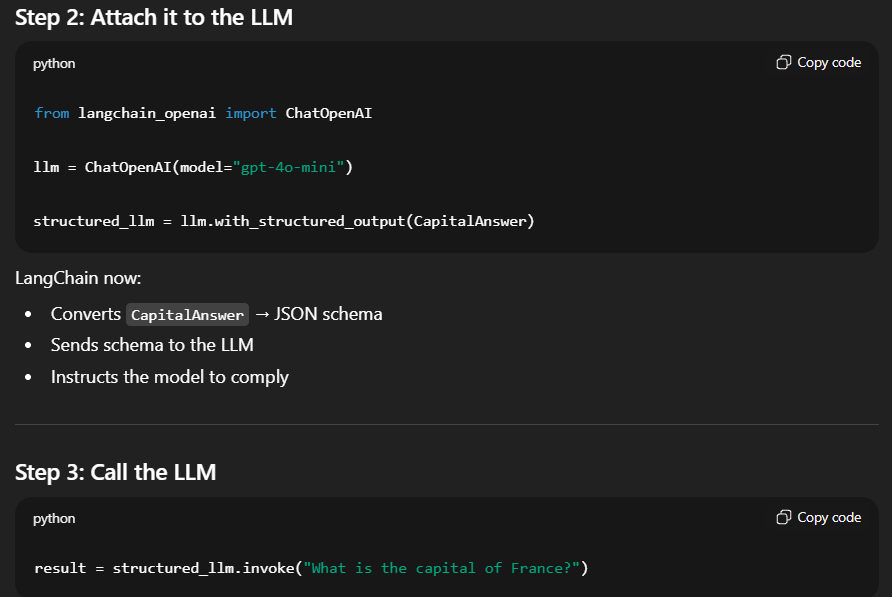 Step 2: Attach it to the LLM
python
Copy code
from langchain_openai import ChatOpenAI
llm = ChatOpenAI(model="gpt-4o-mini")
structured_llm = llm.with_structured_output(CapitalAnswer)
LangChain now:
• Converts CapitalAnswer → JSON schema
• Sends schema to the LLM
• Instructs the model to comply
Step 3: Call the LLM
python
Copy code
result = structured_llm.invoke("What is the capital of France?")